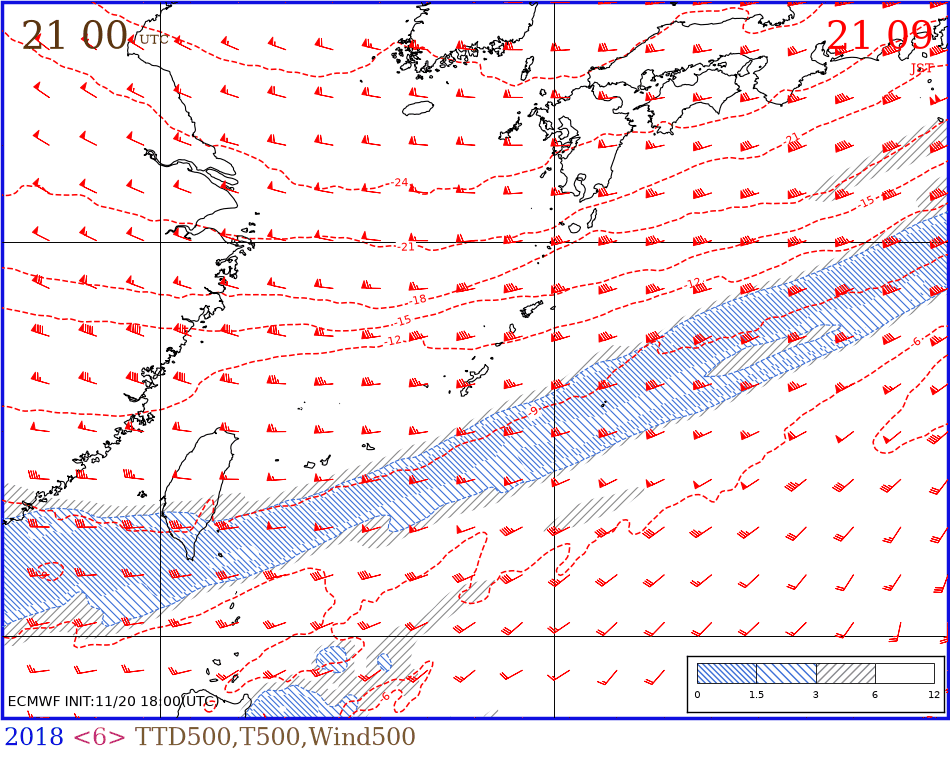 21 00 UTC
21 09
JST
-21
-24
-15
-21
-12
-18
-15
-12
-6
-9
-6
0 1.5 3 6 12
ECMWF INIT:11/20 18:00(UTC)
2018 <6> TTD500,T500,Wind500